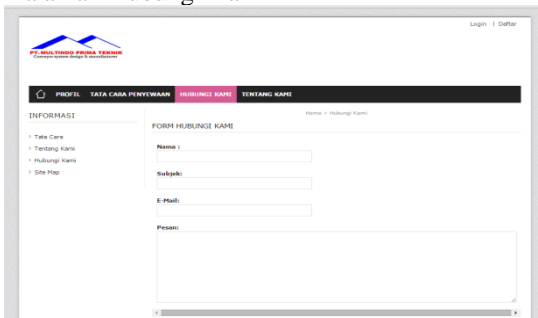 Login | Daftar
PT. MULTINDO PRIMA TEKNIK
Conveyor system design & manufacturer
PROFIL TATA CARA PENYEWAAN HUBUNGI KAMI TENTANG KAMI
INFORMASI
Home > Hubungi Kami
FORM HUBUNGI KAMI
Tata Cara
Tentang Kami
Hubungi Kami
Site Map
Nama :
Subjek:
E-Mail:
Pesan: